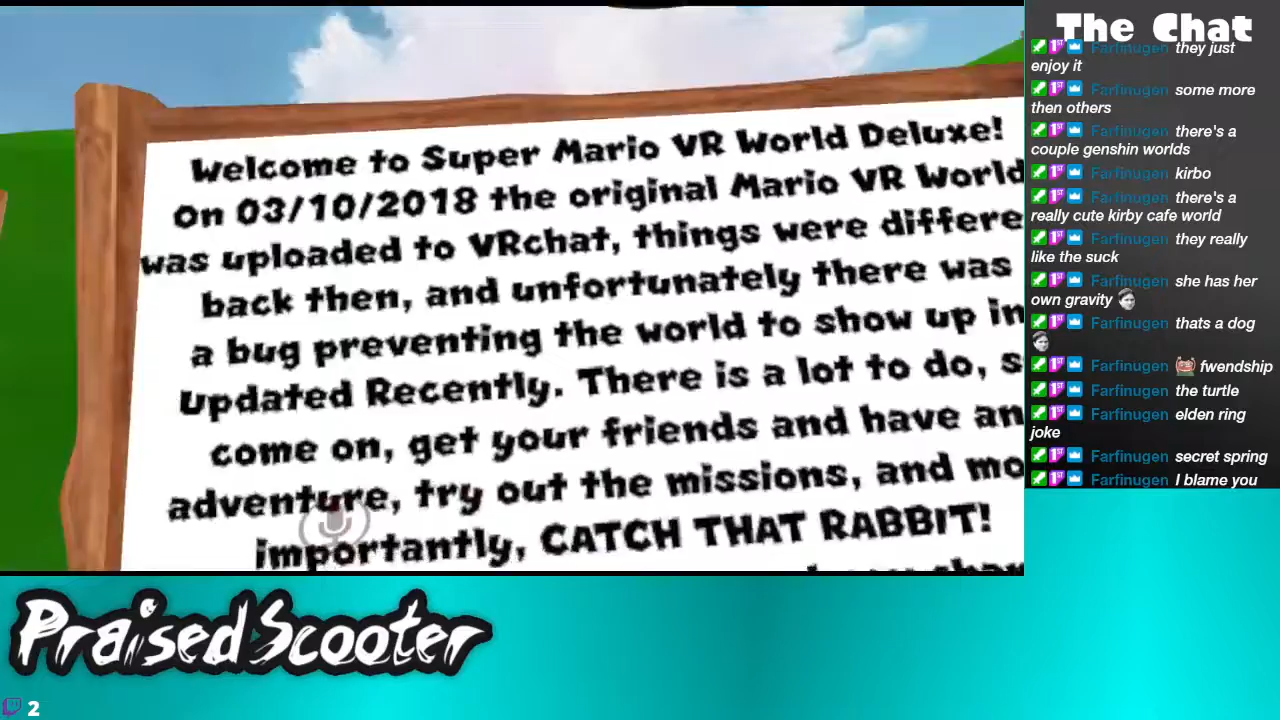 Welcome to Super Mario VR World Deluxe!
On 03/10/2018 the original Mario VR World
was uploaded to VRchat, things were differe
back then, and unfortunately there was
a bug preventing the world to show up in
Updated Recently. There is a lot to do, s
come on, get your friends and have an
adventure, try out the missions, and mo
importantly, CATCH THAT RABBIT!
The Chat
Farfinugen they just
enjoy it
Farfinugen some more
then others
Farfinugen there's a
couple genshin worlds
Farfinugen kirbo
Farfinugen there's a
really cute kirby cafe world
Farfinugen they really
like the suck
Farfinugen she has her
own gravity
Farfinugen thats a dog
Farfinugen fwendship
Farfinugen the turtle
Farfinugen elden ring
joke
Farfinugen secret spring
Farfinugen I blame you
PraisedScooter
2